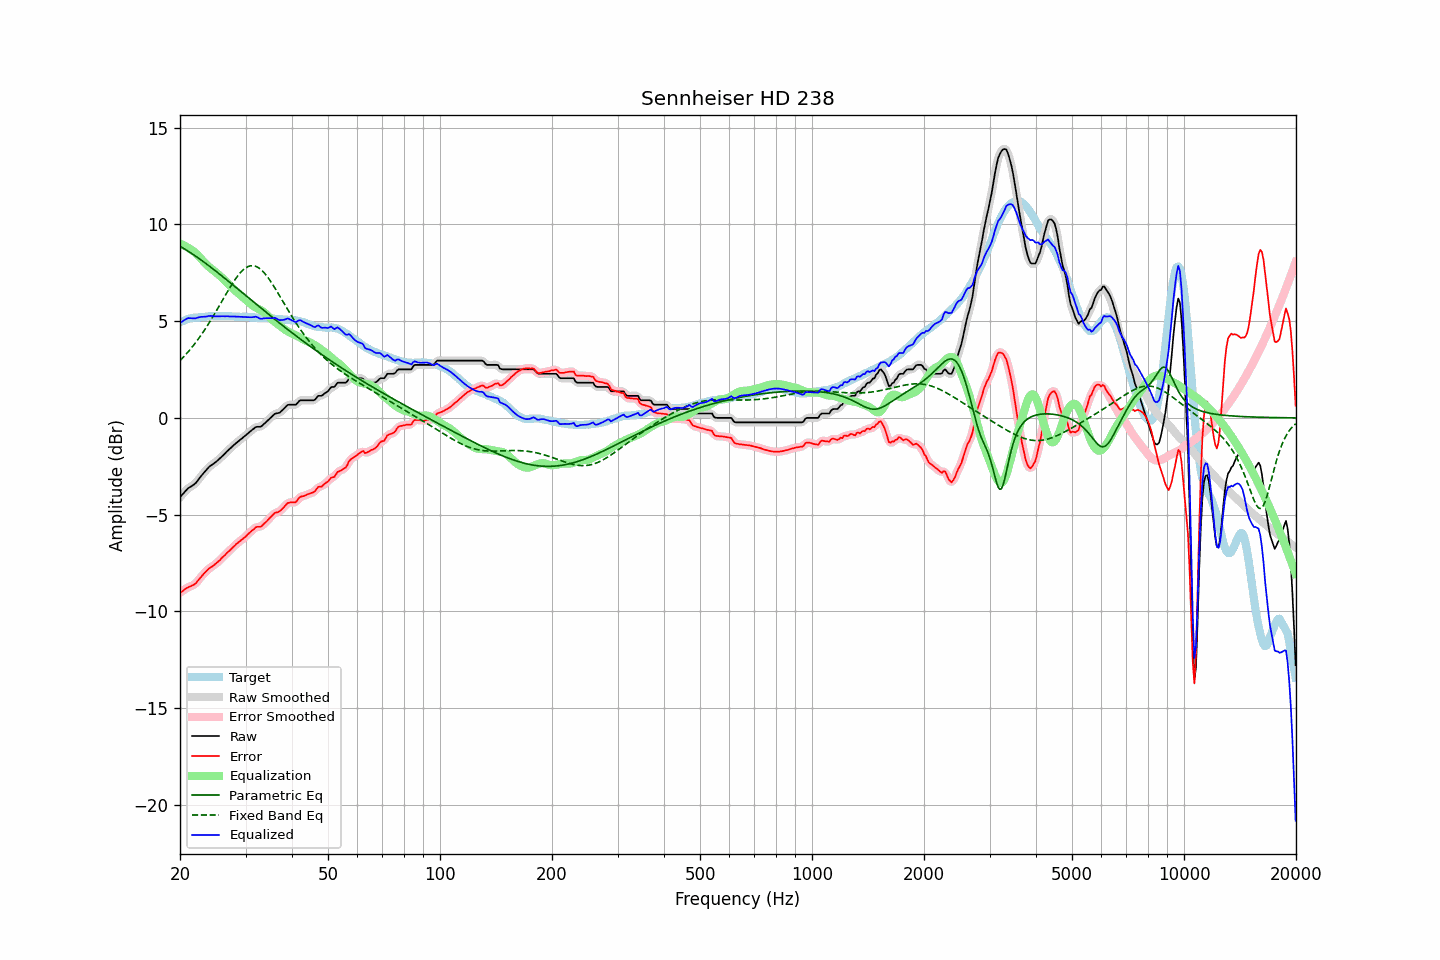 Sennheiser HD 238
Amplitude (dBr)
15
10
5
0
−5
−10
−15
−20
Target
Raw Smoothed
Error Smoothed
Raw
Error
Equalization
Parametric Eq
Fixed Band Eq
Equalized
20
50
100
200
500
1000
2000
5000
10000
20000
Frequency (Hz)